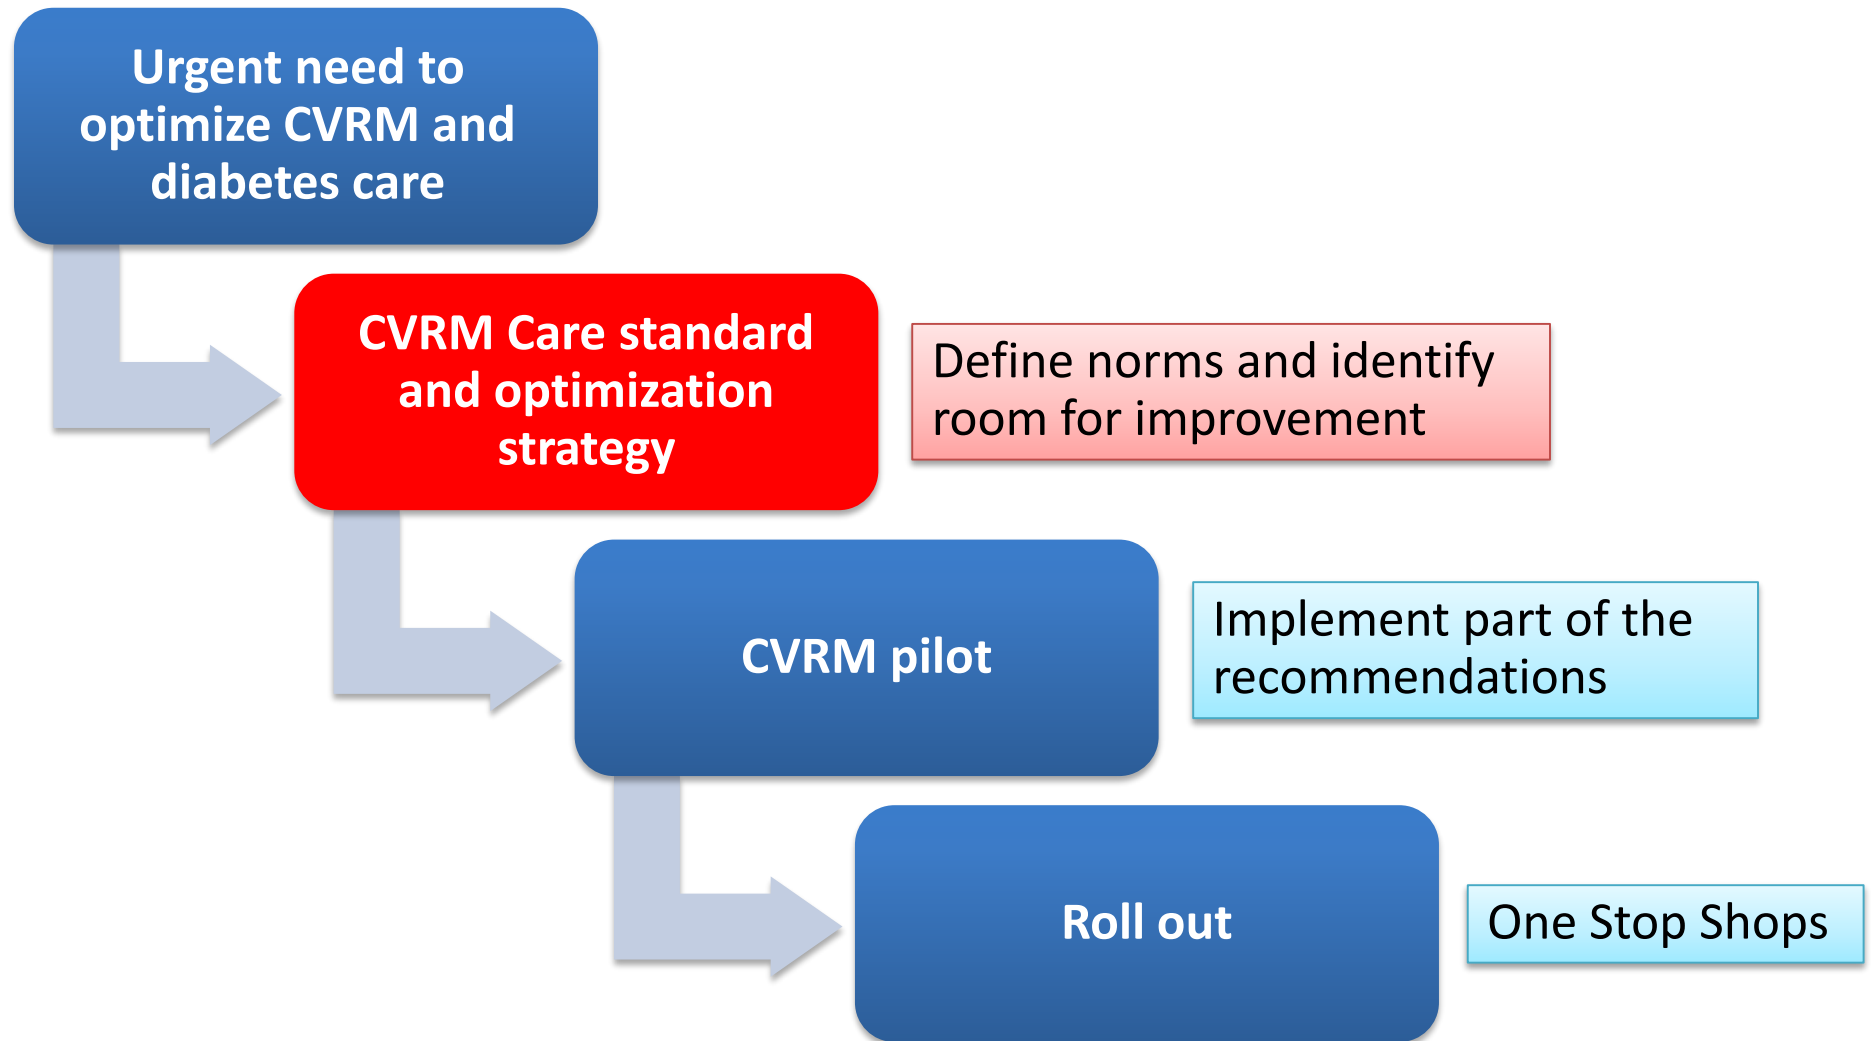 Urgent need to
optimize CVRM and
diabetes care
CVRM Care standard
and optimization
strategy
Define norms and identify
room for improvement
CVRM pilot
Implement part of the
recommendations
Roll out
One Stop Shops